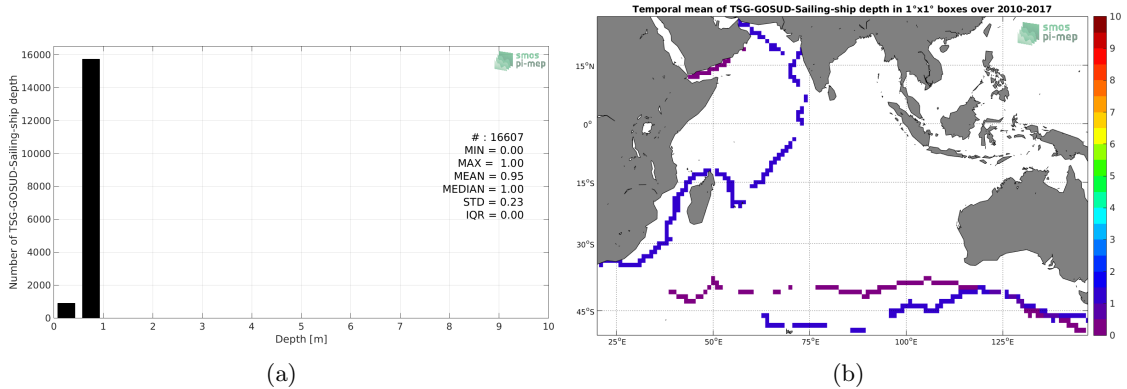 16000
14000
12000
10000
8000
6000
4000
2000
0
Number of TSG-GOSUD-Sailing-ship depth
smos
pi-mep
# : 16607
MIN = 0.00
MAX = 1.00
MEAN = 0.95
MEDIAN = 1.00
STD = 0.23
IQR = 0.00
0 1 2 3 4 5 6 7 8 9 10
Depth [m]
(a)
Temporal mean of TSG-GOSUD-Sailing-ship depth in 1°x1° boxes over 2010-2017
smos
pi-mep
15°N
0°
15°S
30°S
45°S
25°E 50°E 75°E 100°E 125°E
10
9
8
7
6
5
4
3
2
1
0
(b)